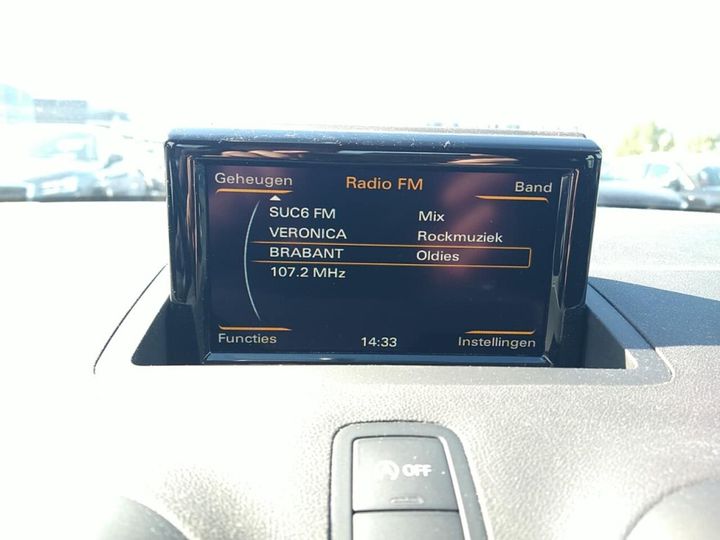 Geheugen Radio FM Band
SUC6 FM Mix
VERONICA Rockmuziek
BRABANT Oldies
107.2 MHz
Functies 14:33 Instellingen
OFF